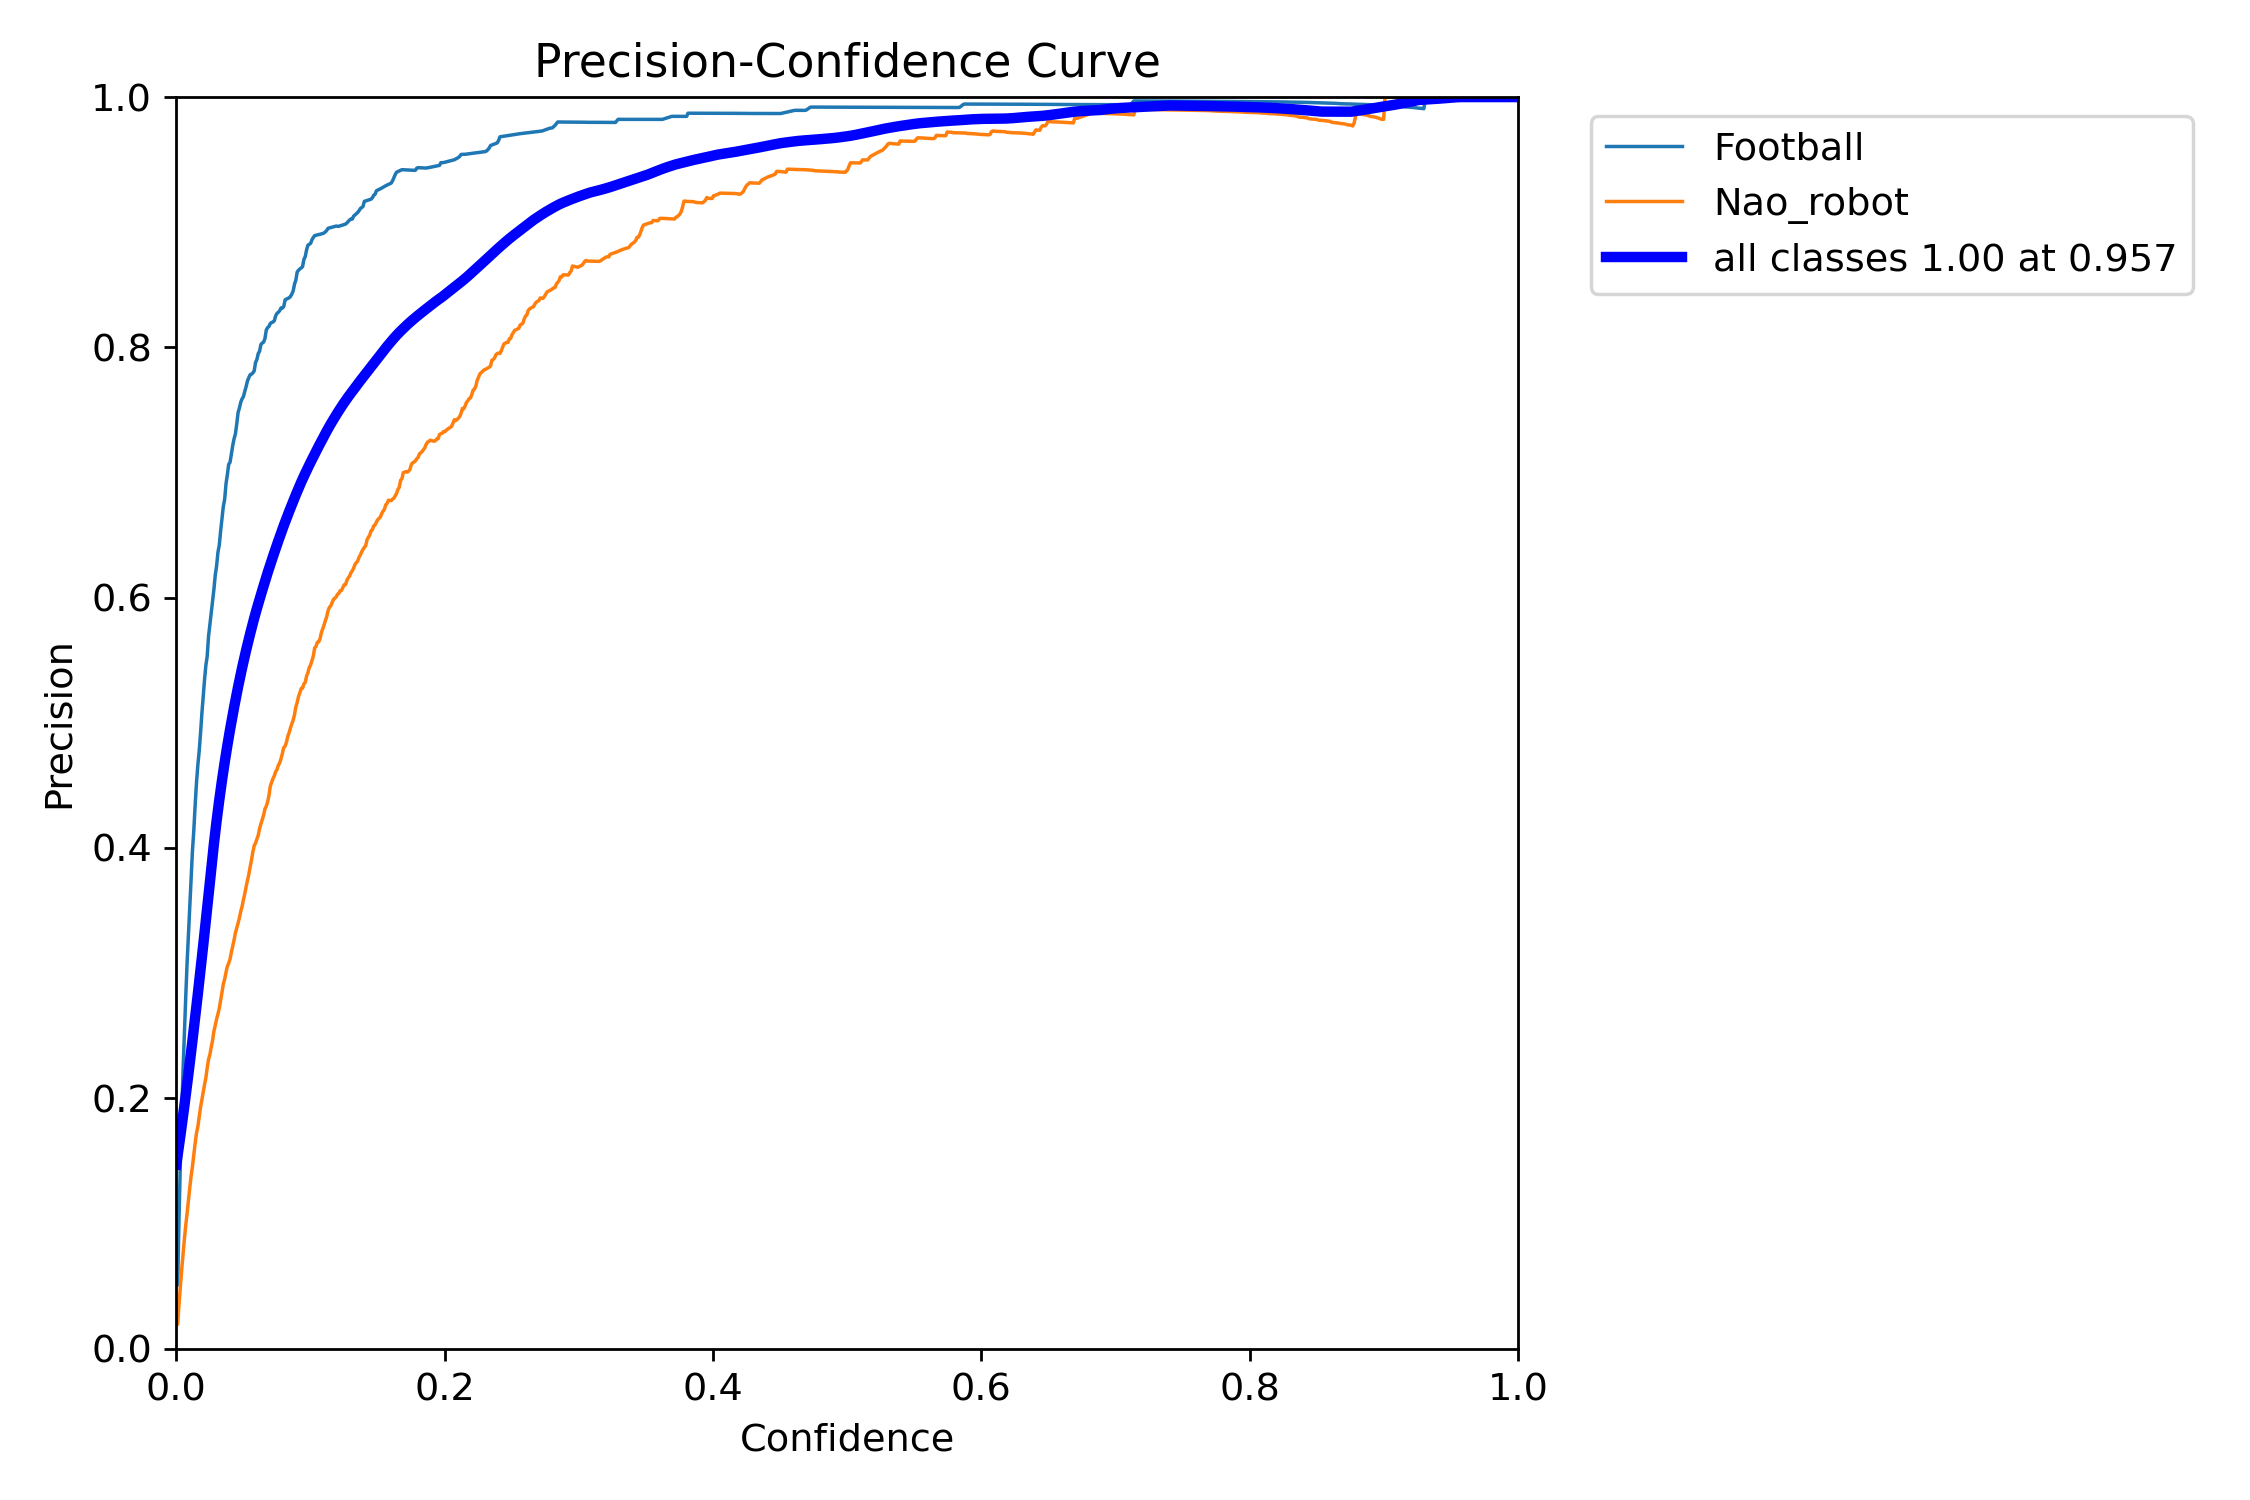 Precision-Confidence Curve
1.0
0.8
0.6
0.4
0.2
0.0
Precision
0.0 0.2 0.4 0.6 0.8 1.0
Confidence
Football
Nao_robot
all classes 1.00 at 0.957